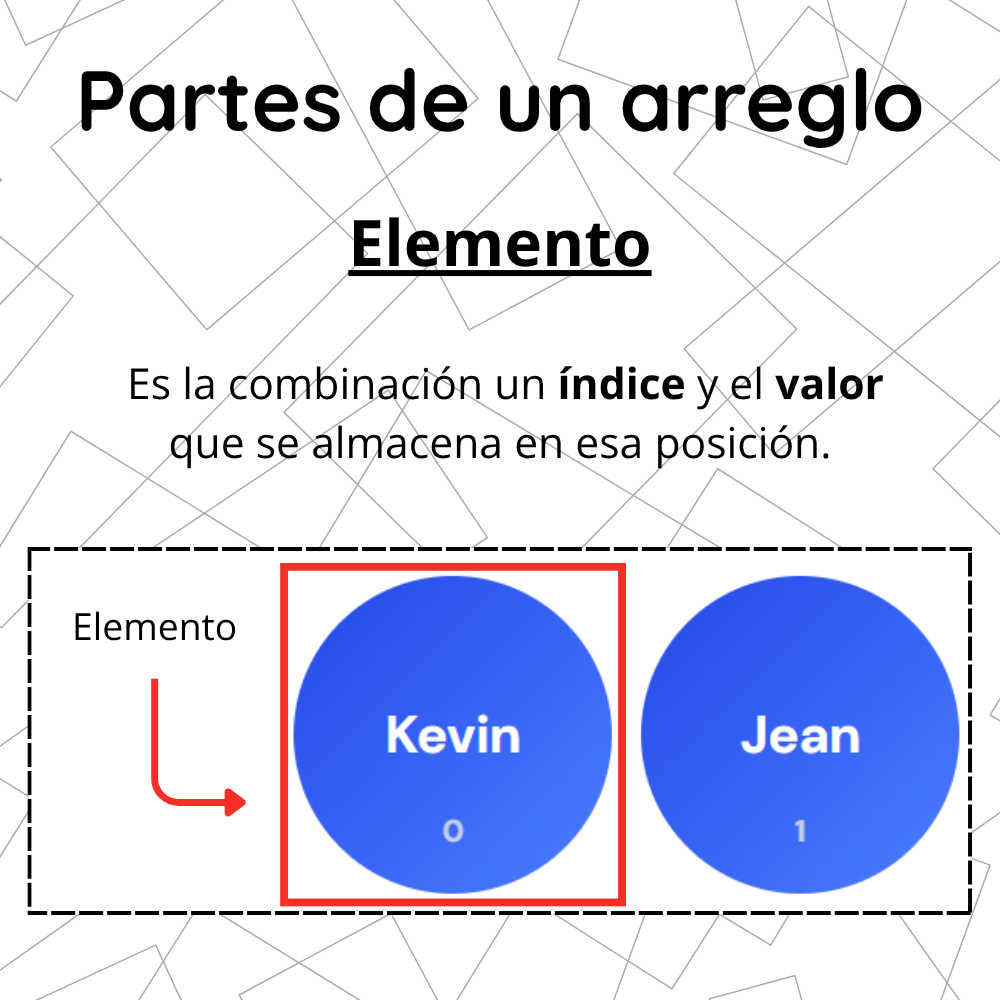 Partes de un arreglo
Elemento
Es la combinación un índice y el valor
que se almacena en esa posición.
Elemento
Kevin
0
Jean
1